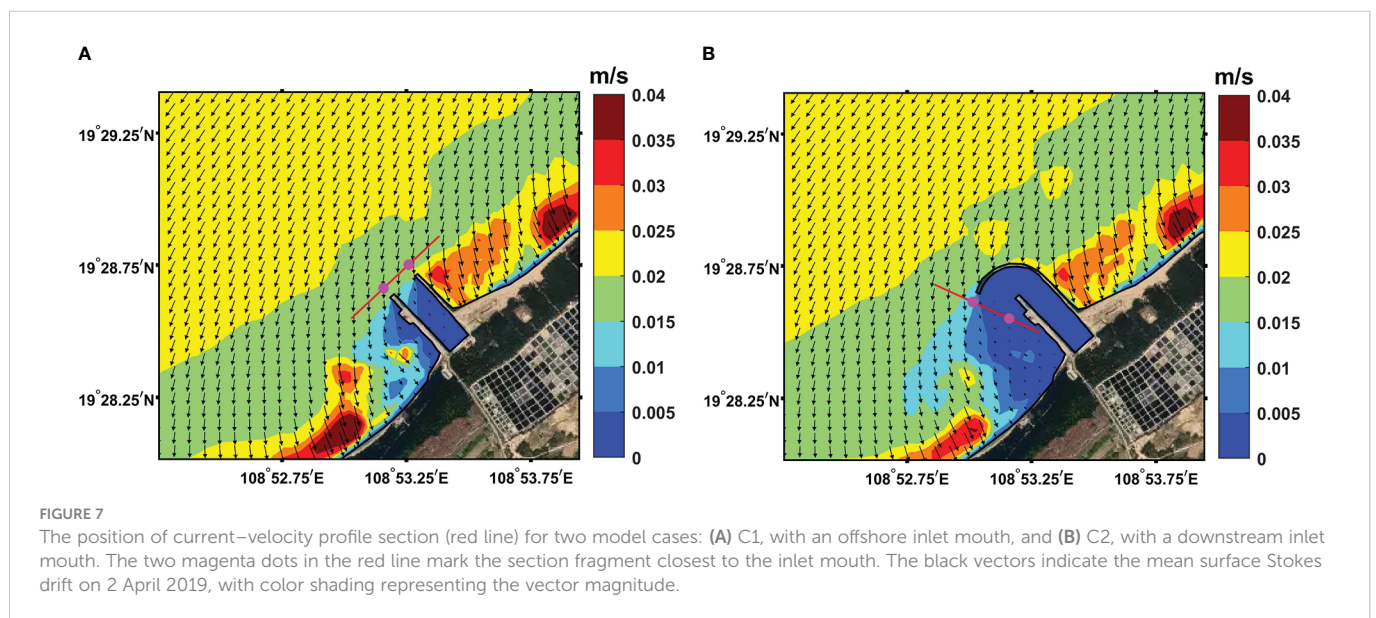 A
B
m/s
m/s
0.04
0.035
0.03
0.025
0.02
0.015
0.01
0.005
0
0.04
0.035
0.03
0.025
0.02
0.015
0.01
0.005
0
19°29.25′N
19°28.75′N
19°28.25′N
19°29.25′N
19°28.75′N
19°28.25′N
108°52.75′E 108°53.25′E 108°53.75′E
108°52.75′E 108°53.25′E 108°53.75′E
FIGURE 7
The position of current–velocity profile section (red line) for two model cases: (A) C1, with an offshore inlet mouth, and (B) C2, with a downstream inlet
mouth. The two magenta dots in the red line mark the section fragment closest to the inlet mouth. The black vectors indicate the mean surface Stokes
drift on 2 April 2019, with color shading representing the vector magnitude.